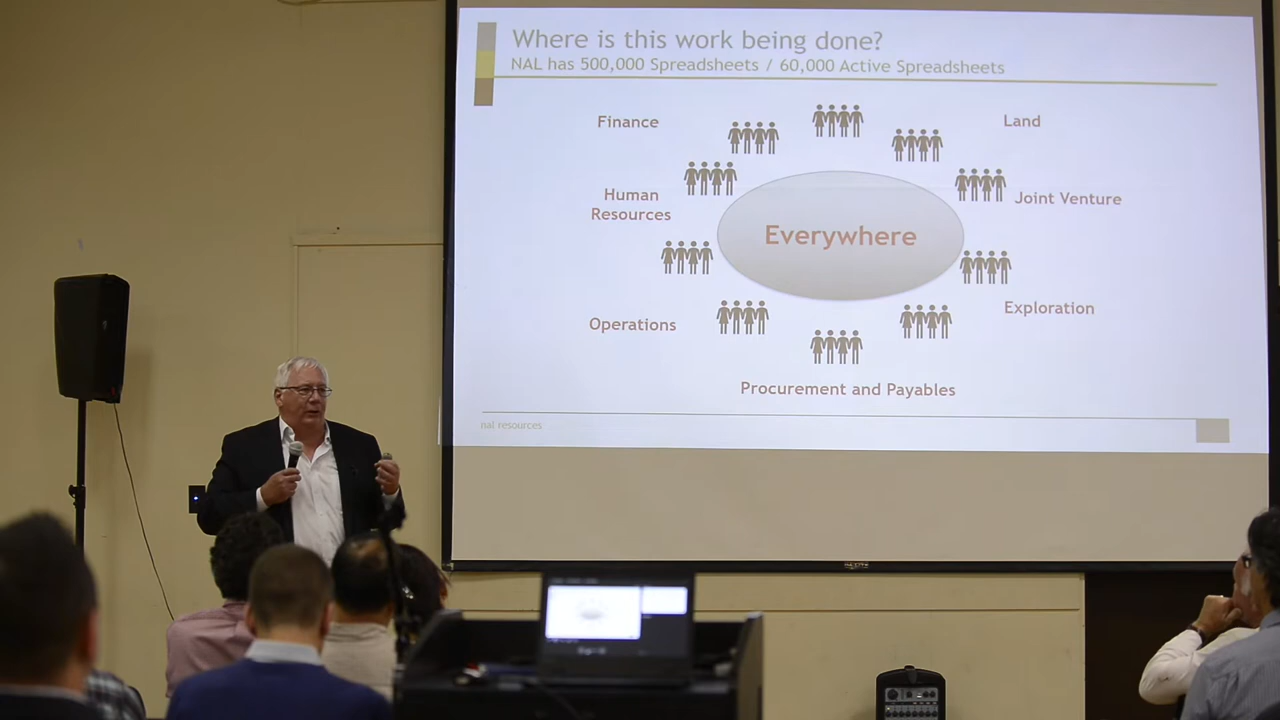 Where is this work being done?
NAL has 500,000 Spreadsheets / 60,000 Active Spreadsheets
Finance
Land
Human
Resources
Joint Venture
Everywhere
Operations
Exploration
Procurement and Payables
nal resources